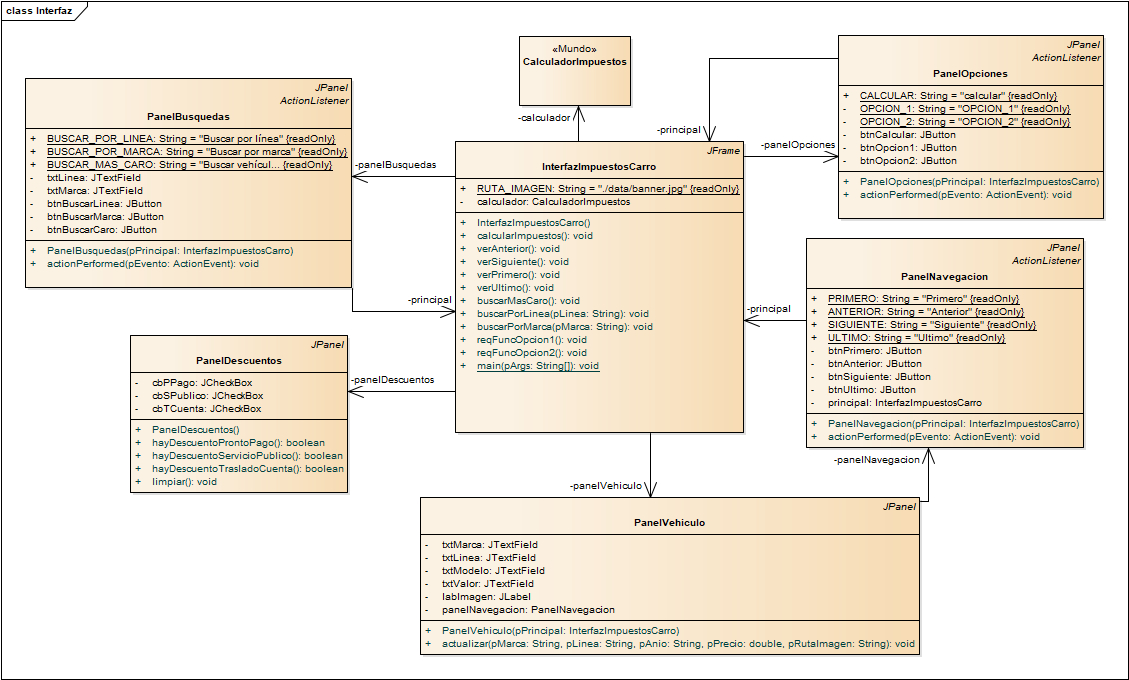 class Interfaz
«Mundo»
CalculadorImpuestos
-calculador
JPanel
ActionListener
PanelBusquedas
+ BUSCAR_POR_LINEA: String = "Buscar por línea" {readOnly}
+ BUSCAR_POR_MARCA: String = "Buscar por marca" {readOnly}
+ BUSCAR_MAS_CARO: String = "Buscar vehícul... {readOnly}
- txtLinea: JTextField
- txtMarca: JTextField
- btnBuscarLinea: JButton
- btnBuscarMarca: JButton
- btnBuscarCaro: JButton
+ PanelBusquedas(pPrincipal: InterfazImpuestosCarro)
+ actionPerformed(pEvento: ActionEvent): void
-panelBusquedas
-principal
JFrame
InterfazImpuestosCarro
+ RUTA_IMAGEN: String = "./data/banner.jpg" {readOnly}
- calculador: CalculadorImpuestos
+ InterfazImpuestosCarro()
+ calcularImpuestos(): void
+ verAnterior(): void
+ verSiguiente(): void
+ verPrimero(): void
+ verUltimo(): void
+ buscarMasCaro(): void
+ buscarPorLinea(pLinea: String): void
+ buscarPorMarca(pMarca: String): void
+ reqFuncOpcion1(): void
+ reqFuncOpcion2(): void
+ main(pArgs: String[]): void
-principal
-panelOpciones
JPanel
ActionListener
PanelOpciones
+ CALCULAR: String = "calcular" {readOnly}
- OPCION_1: String = "OPCION_1" {readOnly}
- OPCION_2: String = "OPCION_2" {readOnly}
- btnCalcular: JButton
- btnOpcion1: JButton
- btnOpcion2: JButton
+ PanelOpciones(pPrincipal: InterfazImpuestosCarro)
+ actionPerformed(pEvento: ActionEvent): void
-principal
JPanel
ActionListener
PanelNavegacion
+ PRIMERO: String = "Primero" {readOnly}
+ ANTERIOR: String = "Anterior" {readOnly}
+ SIGUIENTE: String = "Siguiente" {readOnly}
+ ULTIMO: String = "Ultimo" {readOnly}
- btnPrimero: JButton
- btnAnterior: JButton
- btnSiguiente: JButton
- btnUltimo: JButton
- principal: InterfazImpuestosCarro
+ PanelNavegacion(pPrincipal: InterfazImpuestosCarro)
+ actionPerformed(pEvento: ActionEvent): void
-panelNavegacion
JPanel
PanelDescuentos
- cbPPago: JCheckBox
- cbSPublico: JCheckBox
- cbTCuenta: JCheckBox
+ PanelDescuentos()
+ hayDescuentoProntoPago(): boolean
+ hayDescuentoServicioPublico(): boolean
+ hayDescuentoTrasladoCuenta(): boolean
+ limpiar(): void
-panelDescuentos
-panelVehiculo
JPanel
PanelVehiculo
- txtMarca: JTextField
- txtLinea: JTextField
- txtModelo: JTextField
- txtValor: JTextField
- labImagen: JLabel
- panelNavegacion: PanelNavegacion
+ PanelVehiculo(pPrincipal: InterfazImpuestosCarro)
+ actualizar(pMarca: String, pLinea: String, pAnio: String, pPrecio: double, pRutaImagen: String): void